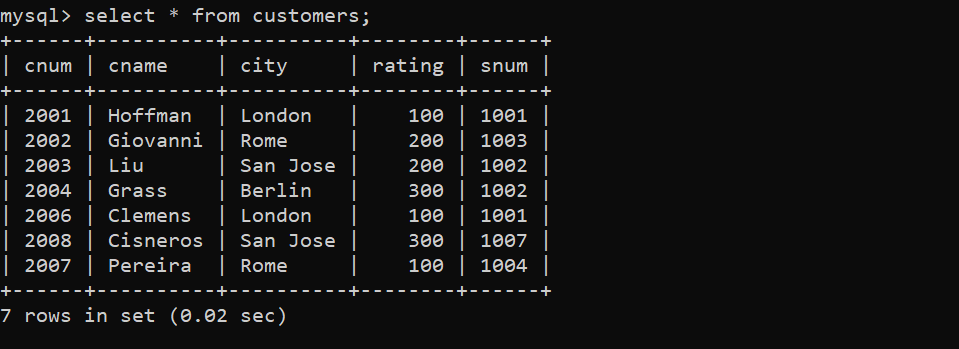 mysql> select * from customers;
+------+----------+----------+--------+------+
| cnum | cname    | city     | rating | snum |
+------+----------+----------+--------+------+
| 2001 | Hoffman  | London   |    100 | 1001 |
| 2002 | Giovanni | Rome     |    200 | 1003 |
| 2003 | Liu      | San Jose |    200 | 1002 |
| 2004 | Grass    | Berlin   |    300 | 1002 |
| 2006 | Clemens  | London   |    100 | 1001 |
| 2008 | Cisneros | San Jose |    300 | 1007 |
| 2007 | Pereira  | Rome     |    100 | 1004 |
+------+----------+----------+--------+------+
7 rows in set (0.02 sec)